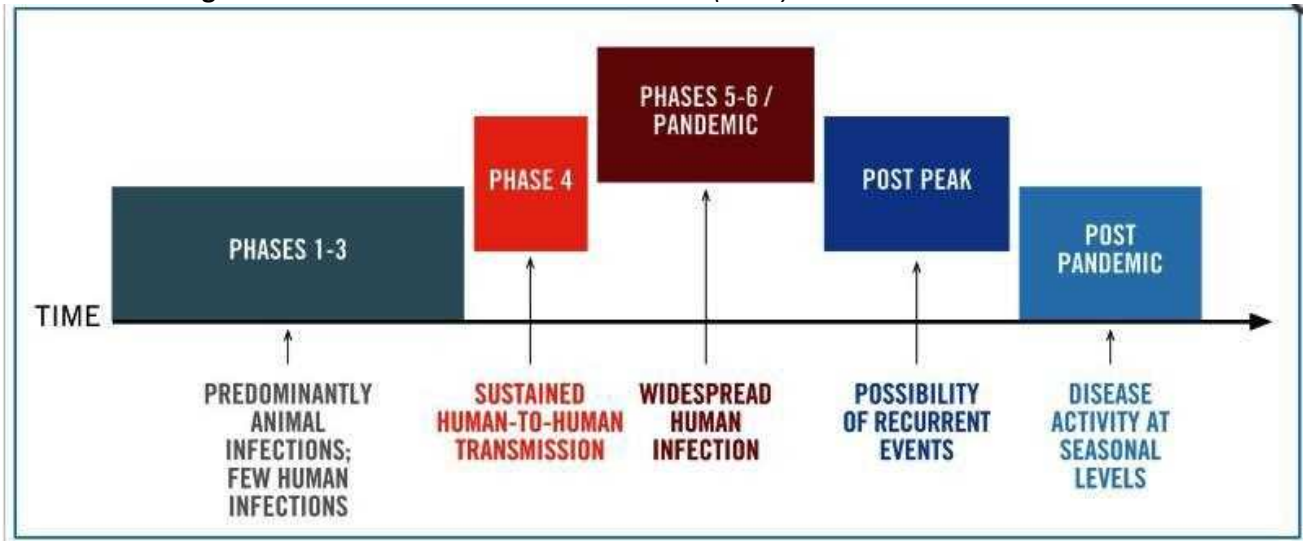 PHASES 5-6 /
PANDEMIC
PHASE 4
POST PEAK
PHASES 1-3
POST
PANDEMIC
TIME
PREDOMINANTLY
ANIMAL
INFECTIONS;
FEW HUMAN
INFECTIONS
SUSTAINED
HUMAN-TO-HUMAN
TRANSMISSION
WIDESPREAD
HUMAN
INFECTION
POSSIBILITY
OF RECURRENT
EVENTS
DISEASE
ACTIVITY AT
SEASONAL
LEVELS